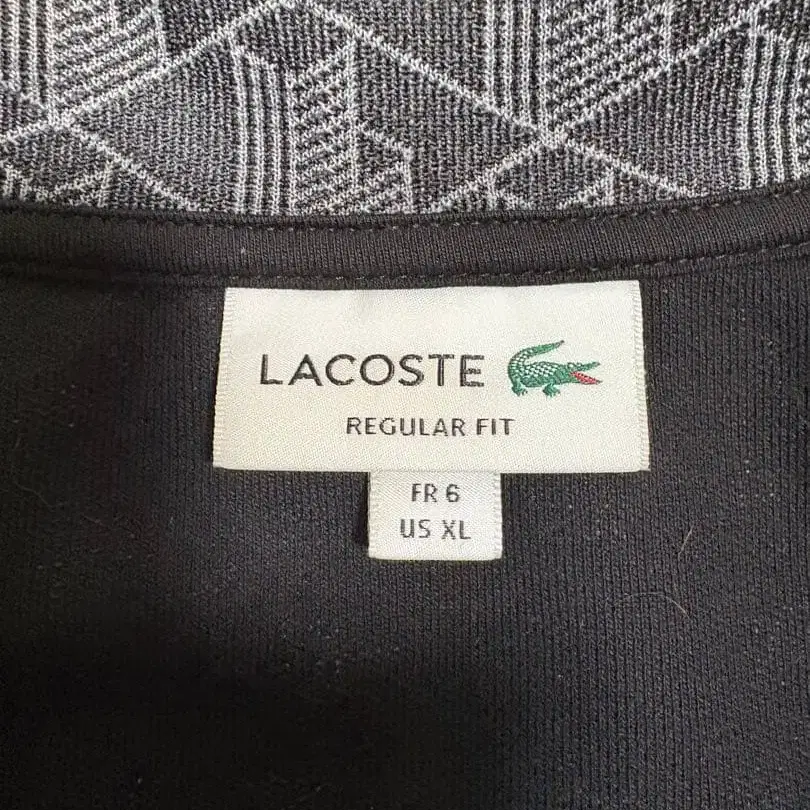 LACOSTE
REGULAR FIT
FR 6
US XL